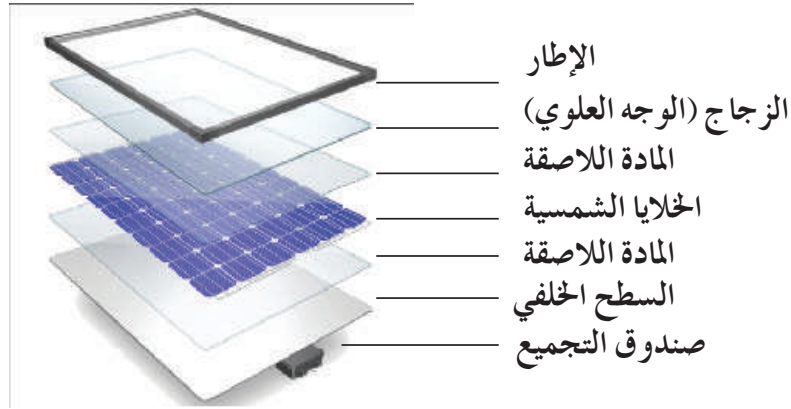 الإطار
الزجاج (الوجه العلوي)
المادة اللاصقة
الخلايا الشمسية
المادة اللاصقة
السطح الخلفي
صندوق التجميع